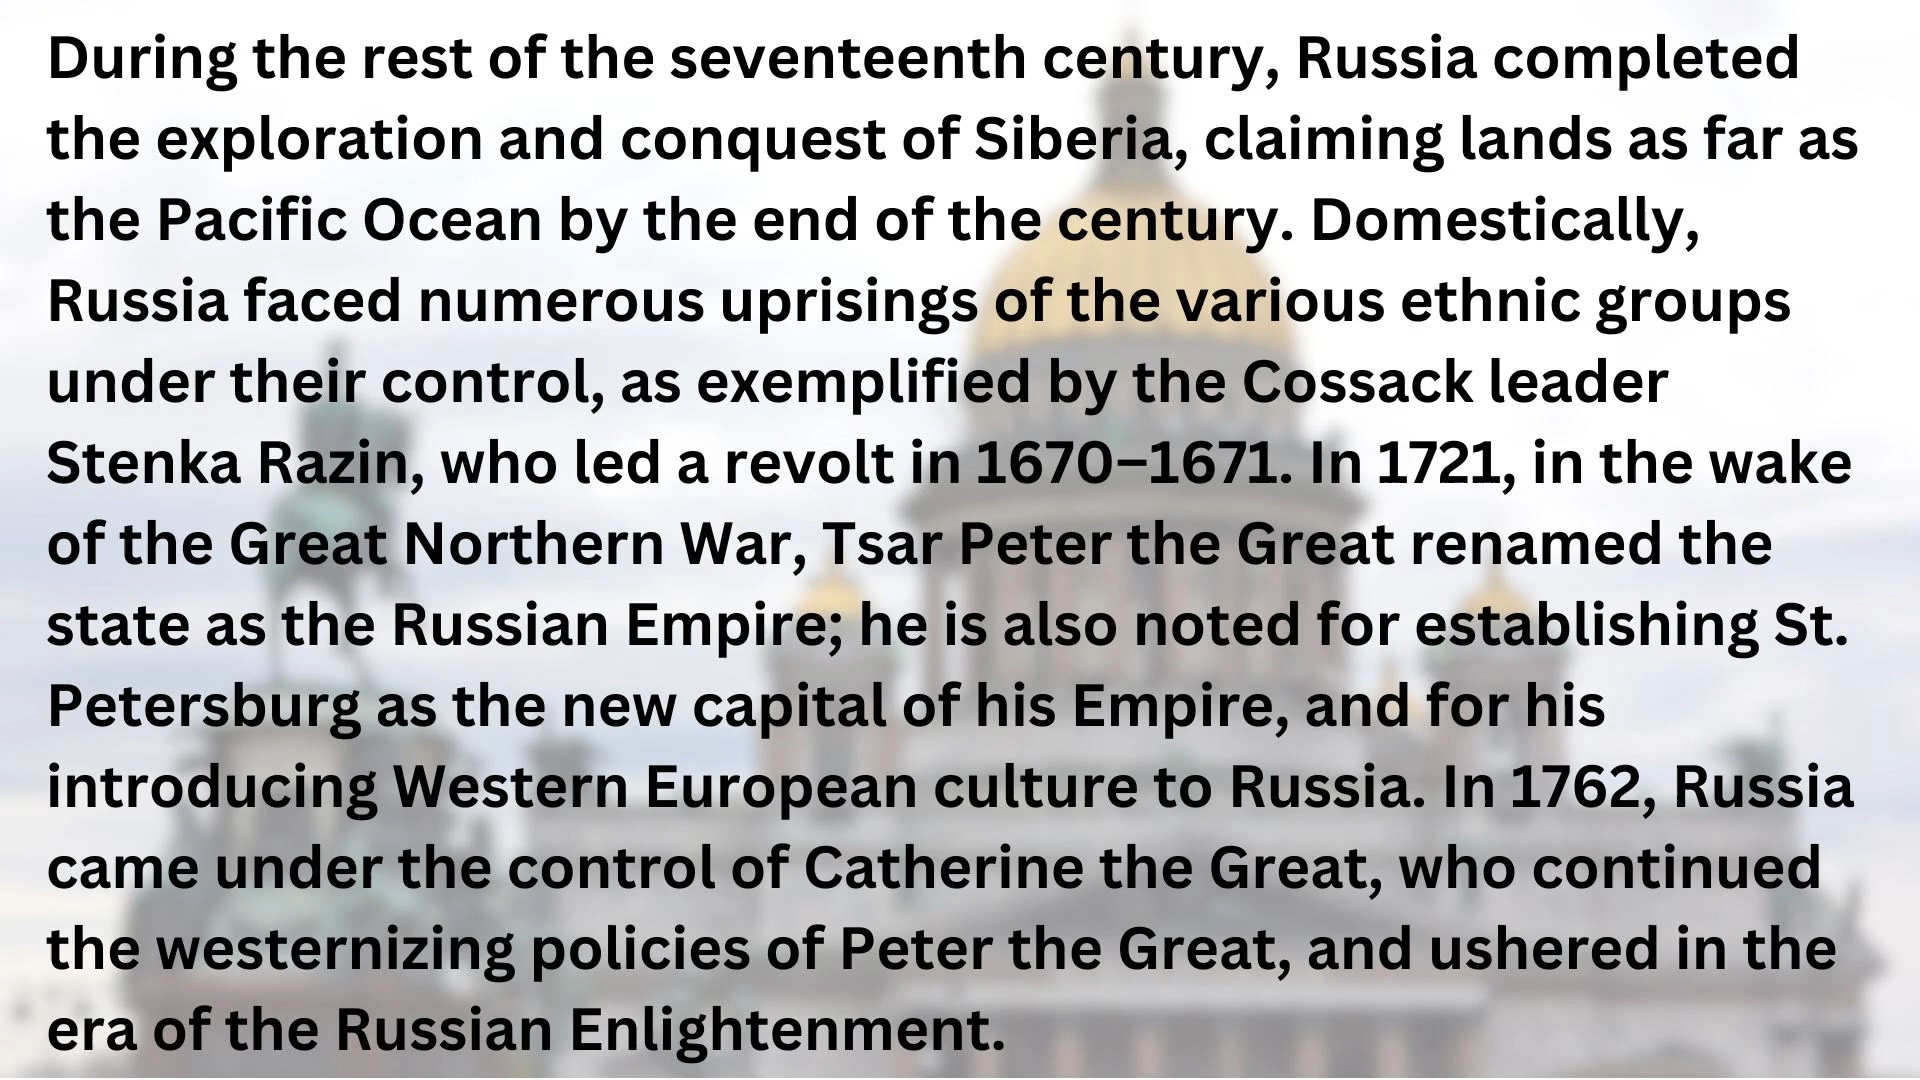 During the rest of the seventeenth century, Russia completed
the exploration and conquest of Siberia, claiming lands as far as
the Pacific Ocean by the end of the century. Domestically,
Russia faced numerous uprisings of the various ethnic groups
under their control, as exemplified by the Cossack leader
Stenka Razin, who led a revolt in 1670–1671. In 1721, in the wake
of the Great Northern War, Tsar Peter the Great renamed the
state as the Russian Empire; he is also noted for establishing St.
Petersburg as the new capital of his Empire, and for his
introducing Western European culture to Russia. In 1762, Russia
came under the control of Catherine the Great, who continued
the westernizing policies of Peter the Great, and ushered in the
era of the Russian Enlightenment.